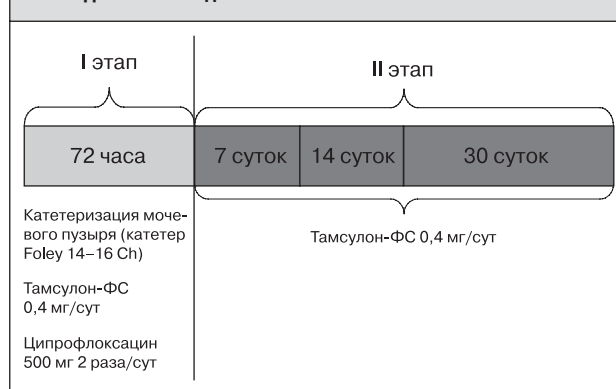 I этап
II этап
72 часа
7 суток
14 суток
30 суток
Катетеризация моче-
вого пузыря (катетер
Foley 14–16 Ch)
Тамсулон-ФС
0,4 мг/сут
Ципрофлоксацин
500 мг 2 раза/сут
Тамсулон-ФС 0,4 мг/сут